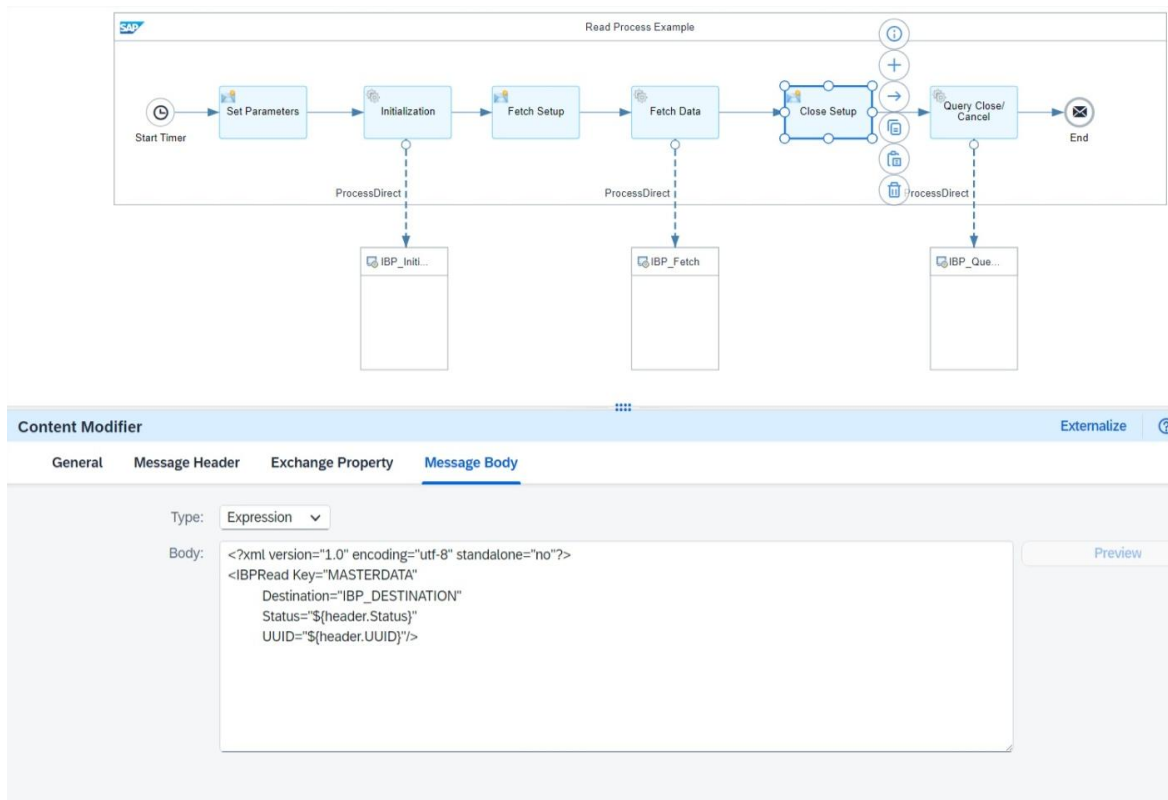 SAP
Read Process Example
Set Parameters
Initialization
Fetch Setup
Fetch Data
Close Setup
Query Close/
Cancel
Start Timer
End
ProcessDirect
ProcessDirect
ProcessDirect
IBP_Initi...
IBP_Fetch
IBP_Que...
Content Modifier
Externalize
General
Message Header
Exchange Property
Message Body
Type:
Expression
Body:
<?xml version="1.0" encoding="utf-8" standalone="no"?>
<IBPRead Key="MASTERDATA"
Destination="IBP_DESTINATION"
Status="${header.Status}"
UUID="${header.UUID}"/>
Preview